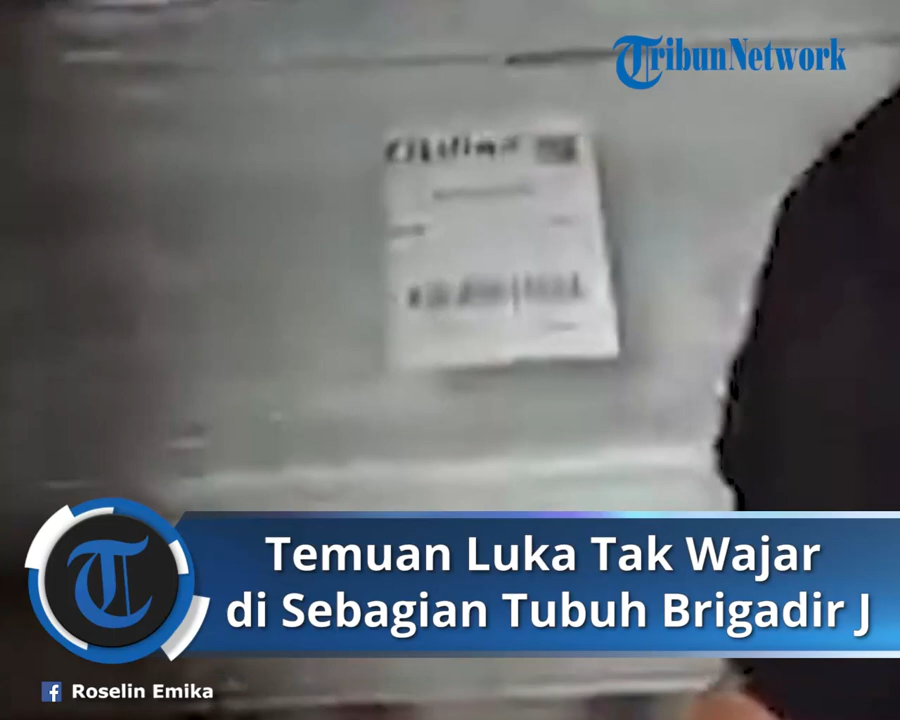 TribunNetwork
Temuan Luka Tak Wajar
di Sebagian Tubuh Brigadir J
Roselin Emika